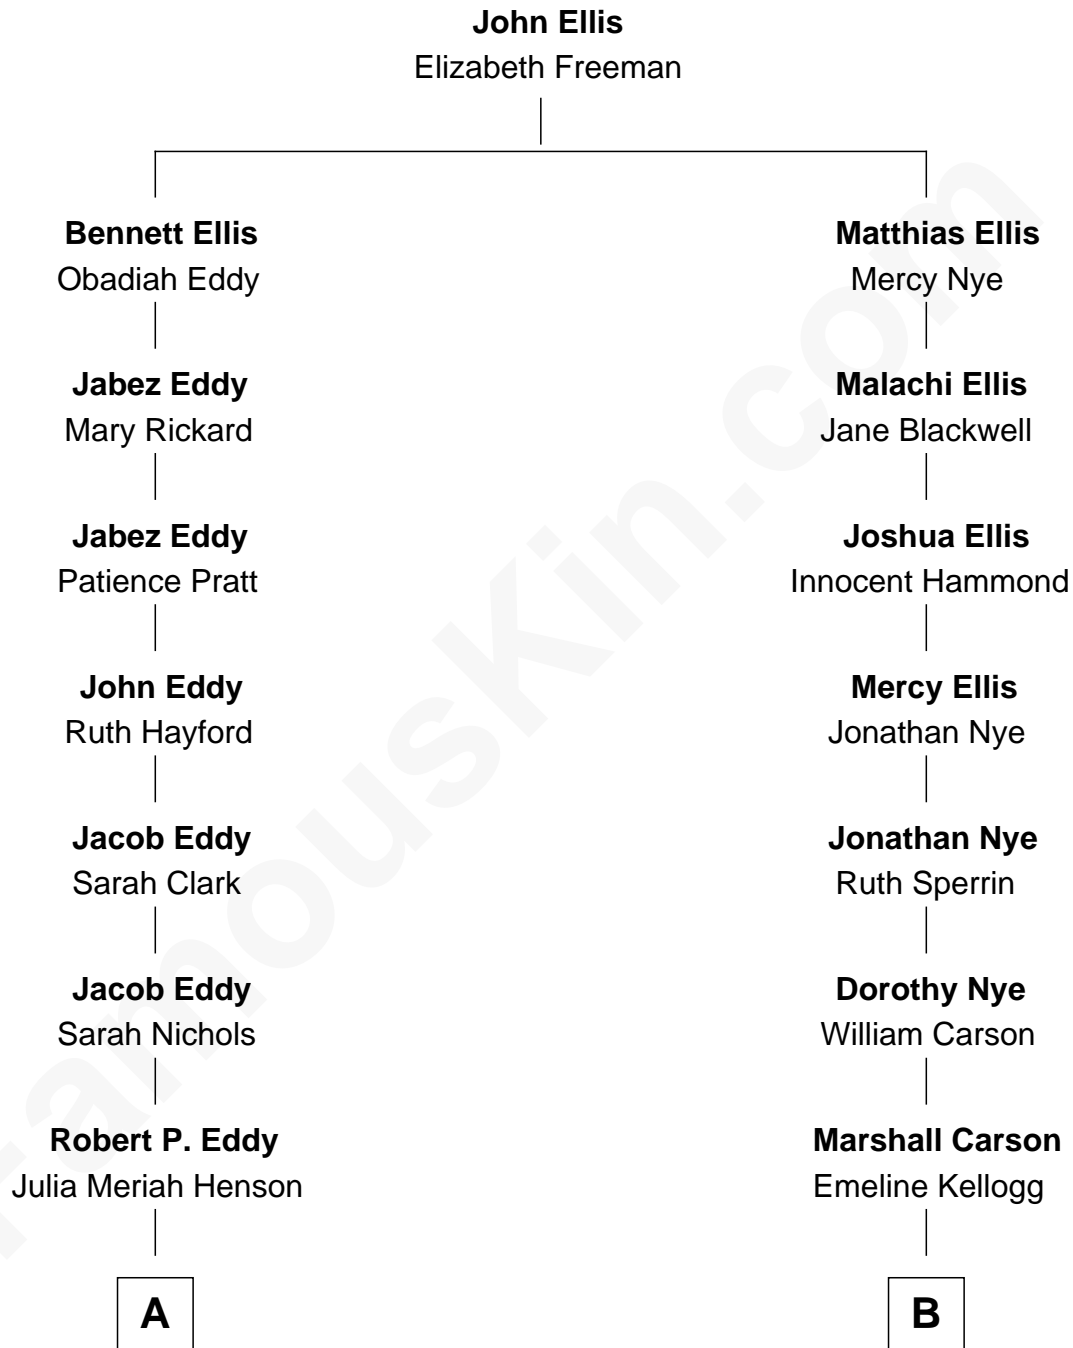 John Ellis
Elizabeth Freeman
Bennett Ellis
Obadiah Eddy
Matthias Ellis
Mercy Nye
Jabez Eddy
Mary Rickard
Malachi Ellis
Jane Blackwell
Jabez Eddy
Patience Pratt
Joshua Ellis
Innocent Hammond
John Eddy
Ruth Hayford
Mercy Ellis
Jonathan Nye
Jacob Eddy
Sarah Clark
Jonathan Nye
Ruth Sperrin
Jacob Eddy
Sarah Nichols
Dorothy Nye
William Carson
Robert P. Eddy
Julia Meriah Henson
Marshall Carson
Emeline Kellogg
A
B
FamousKin.com